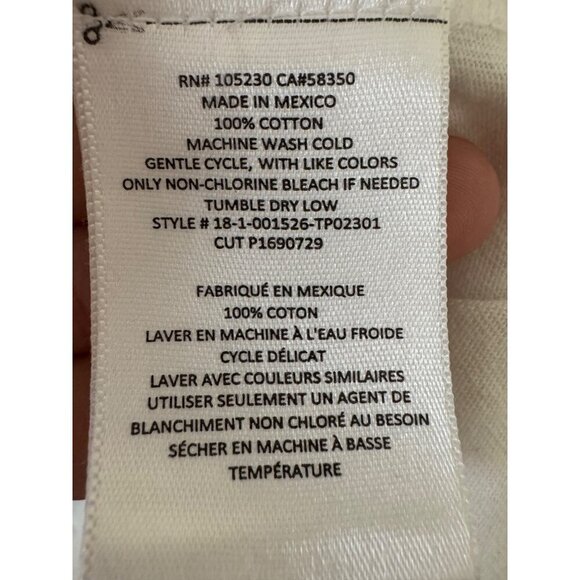 RN# 105230 CA#58350
MADE IN MEXICO
100% COTTON
MACHINE WASH COLD
GENTLE CYCLE, WITH LIKE COLORS
ONLY NON-CHLORINE BLEACH IF NEEDED
TUMBLE DRY LOW
STYLE # 18-1-001526-TP02301
CUT P1690729
FABRIQUÉ EN MEXIQUE
100% COTON
LAVER EN MACHINE À L'EAU FROIDE
CYCLE DÉLICAT
LAVER AVEC COULEURS SIMILAIRES
UTILISER SEULEMENT UN AGENT DE
BLANCHIMENT NON CHLORÉ AU BESOIN
SÉCHER EN MACHINE À BASSE
TEMPÉRATURE